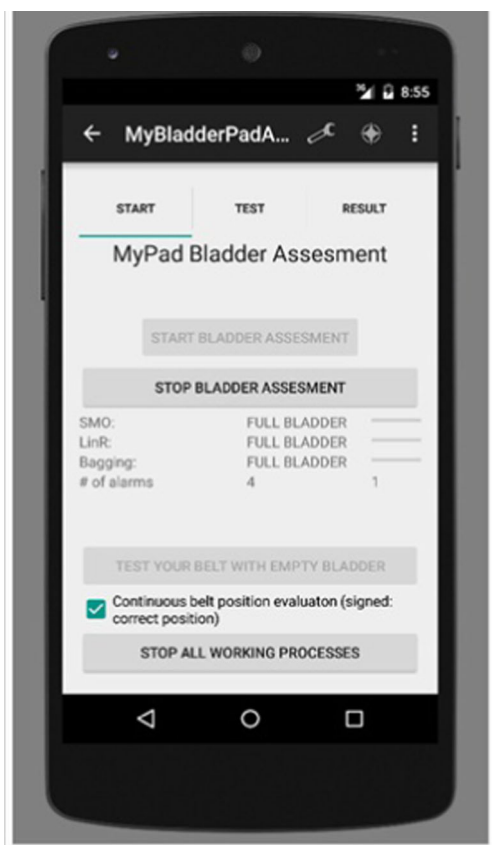 3G 8:55
MyBladderPadA...
START TEST RESULT
MyPad Bladder Assesment
START BLADDER ASSESMENT
STOP BLADDER ASSESMENT
SMO: FULL BLADDER
LinR: FULL BLADDER
Bagging: FULL BLADDER
# of alarms 4 1
TEST YOUR BELT WITH EMPTY BLADDER
Continuous belt position evaluaton (signed:
correct position)
STOP ALL WORKING PROCESSES